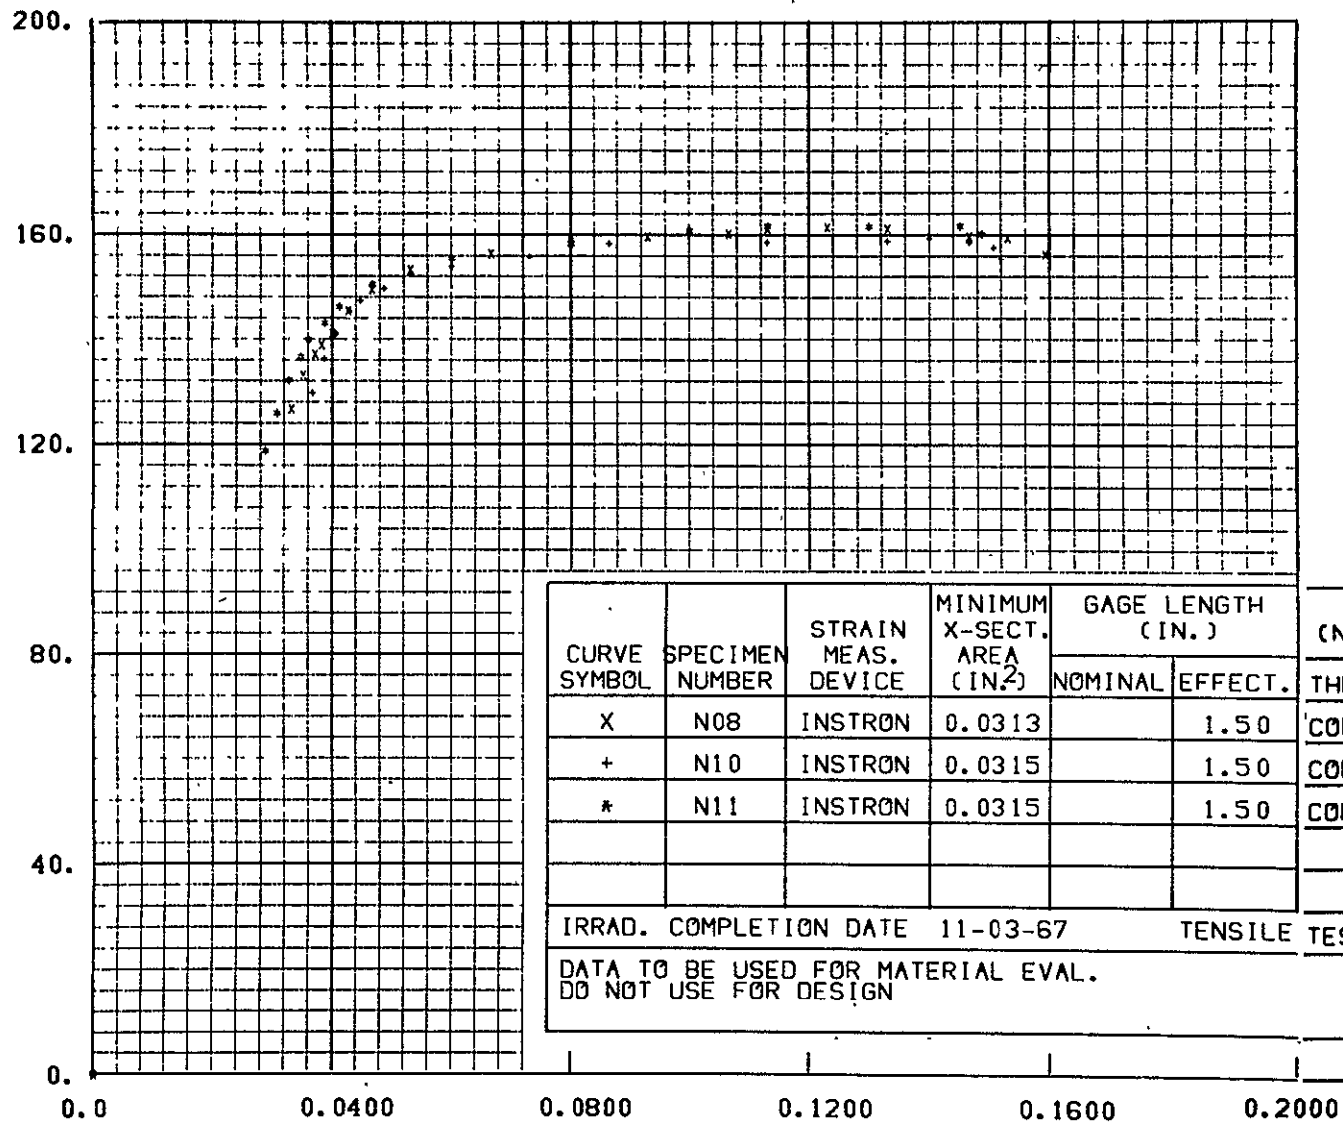 200.
160.
120.
80.
40.
0.
0.0 0.0400 0.0800 0.1200 0.1600 0.2000
CURVE SYMBOL SPECIMEN NUMBER STRAIN MEAS. DEVICE MINIMUM X-SECT. AREA (IN.2) GAGE LENGTH (IN.)
NOMINAL EFFECT.
X N08 INSTRON 0.0313 1.50
+ N10 INSTRON 0.0315 1.50
* N11 INSTRON 0.0315 1.50
IRRAD. COMPLETION DATE 11-03-67 TENSILE
DATA TO BE USED FOR MATERIAL EVAL.
DO NOT USE FOR DESIGN